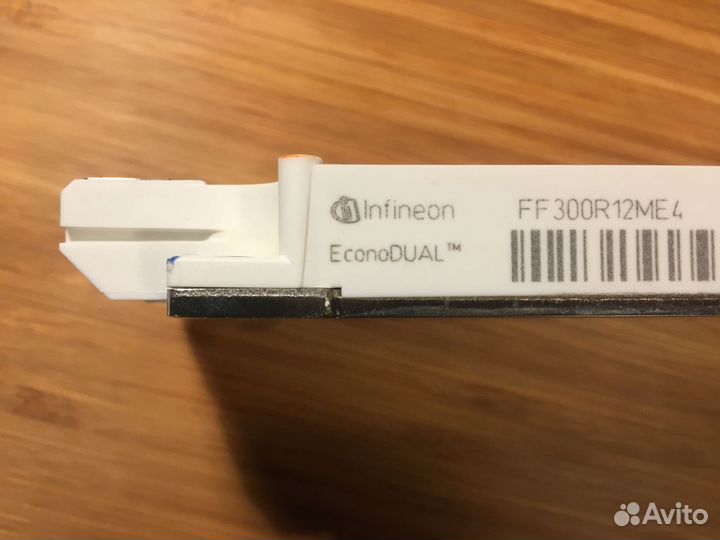 Infineon
FF300R12ME4
EconoDUAL™
Avito